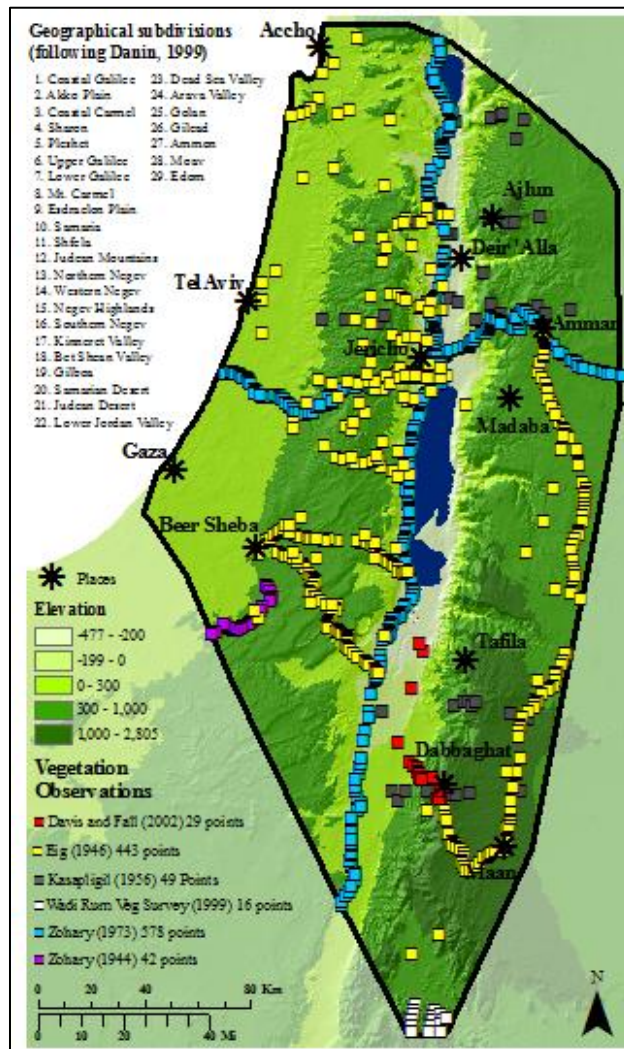 Geographical subdivisions
(following Danin, 1999)
1. Coastal Galilee
2. Akko Plain
3. Coastal Carmel
4. Sharon
5. Pleshet
6. Upper Galilee
7. Lower Galilee
8. Mt. Carmel
9. Esdraelon Plain
10. Samaria
11. Shfela
12. Judean Mountains
13. Northern Negev
14. Western Negev
15. Negev Highlands
16. Southern Negev
17. Kinneret Valley
18. Bet Shean Valley
19. Gilboa
20. Samarian Desert
21. Judean Desert
22. Lower Jordan Valley
23. Dead Sea Valley
24. Arava Valley
25. Golan
26. Gilead
27. Ammon
28. Moav
29. Edom
Accho
Ajlun
Deir 'Alla
Tel Aviv
Amman
Jericho
Madaba
Gaza
Beer Sheba
Tafila
Dabbaghat
Maan
Places
Elevation
-477 - -200
-199 - 0
0 - 300
300 - 1,000
1,000 - 2,805
Vegetation
Observations
Davis and Fall (2002) 29 points
Eig (1946) 443 points
Kasapligil (1956) 49 Points
Wadi Rum Veg Survey (1999) 16 points
Zohary (1973) 578 points
Zohary (1944) 42 points
0 20 40 80 Km
0 10 20 40 Mi
N